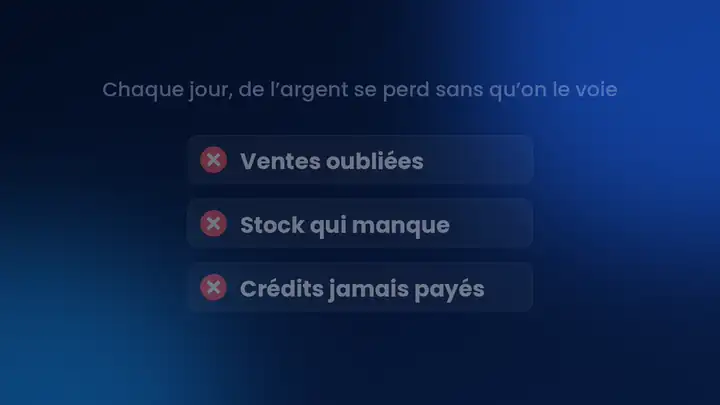 Chaque jour, de l’argent se perd sans qu’on le voie
Ventes oubliées
Stock qui manque
Crédits jamais payés